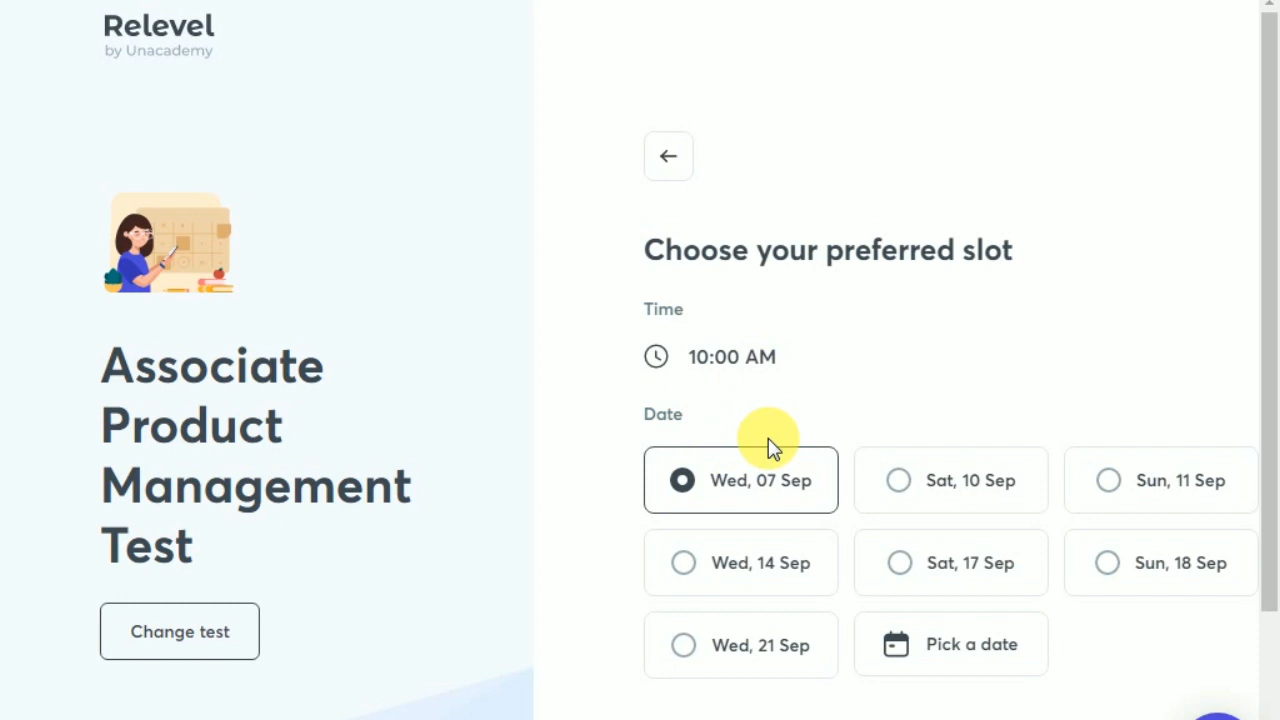 Relevel
by Unacademy
Associate
Product
Management
Test
Change test
Choose your preferred slot
Time
10:00 AM
Date
Wed, 07 Sep
Sat, 10 Sep
Sun, 11 Sep
Wed, 14 Sep
Sat, 17 Sep
Sun, 18 Sep
Wed, 21 Sep
Pick a date